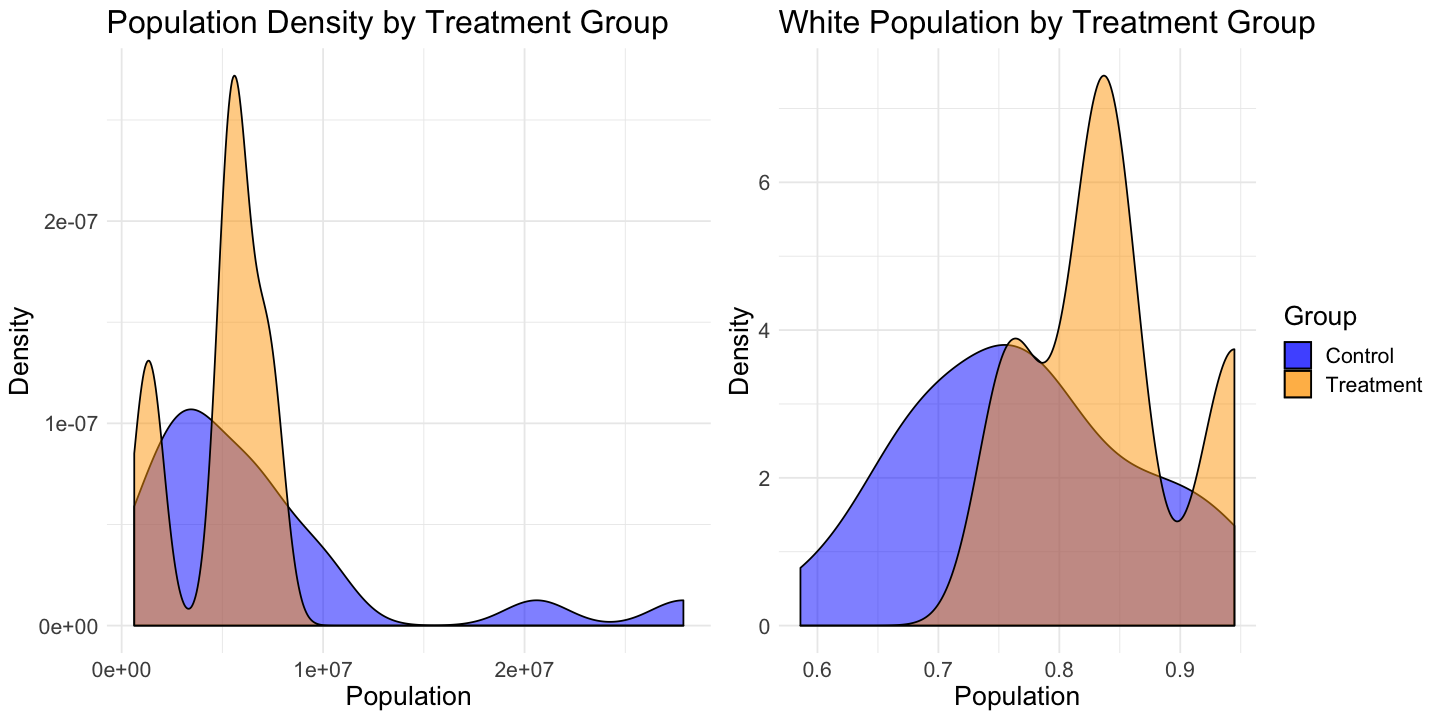 Population Density by Treatment Group
Density
2e-07
1e-07
0e+00
0e+00 1e+07 2e+07
Population
White Population by Treatment Group
Density
6
4
2
0
0.6 0.7 0.8 0.9
Population
Group
Control
Treatment